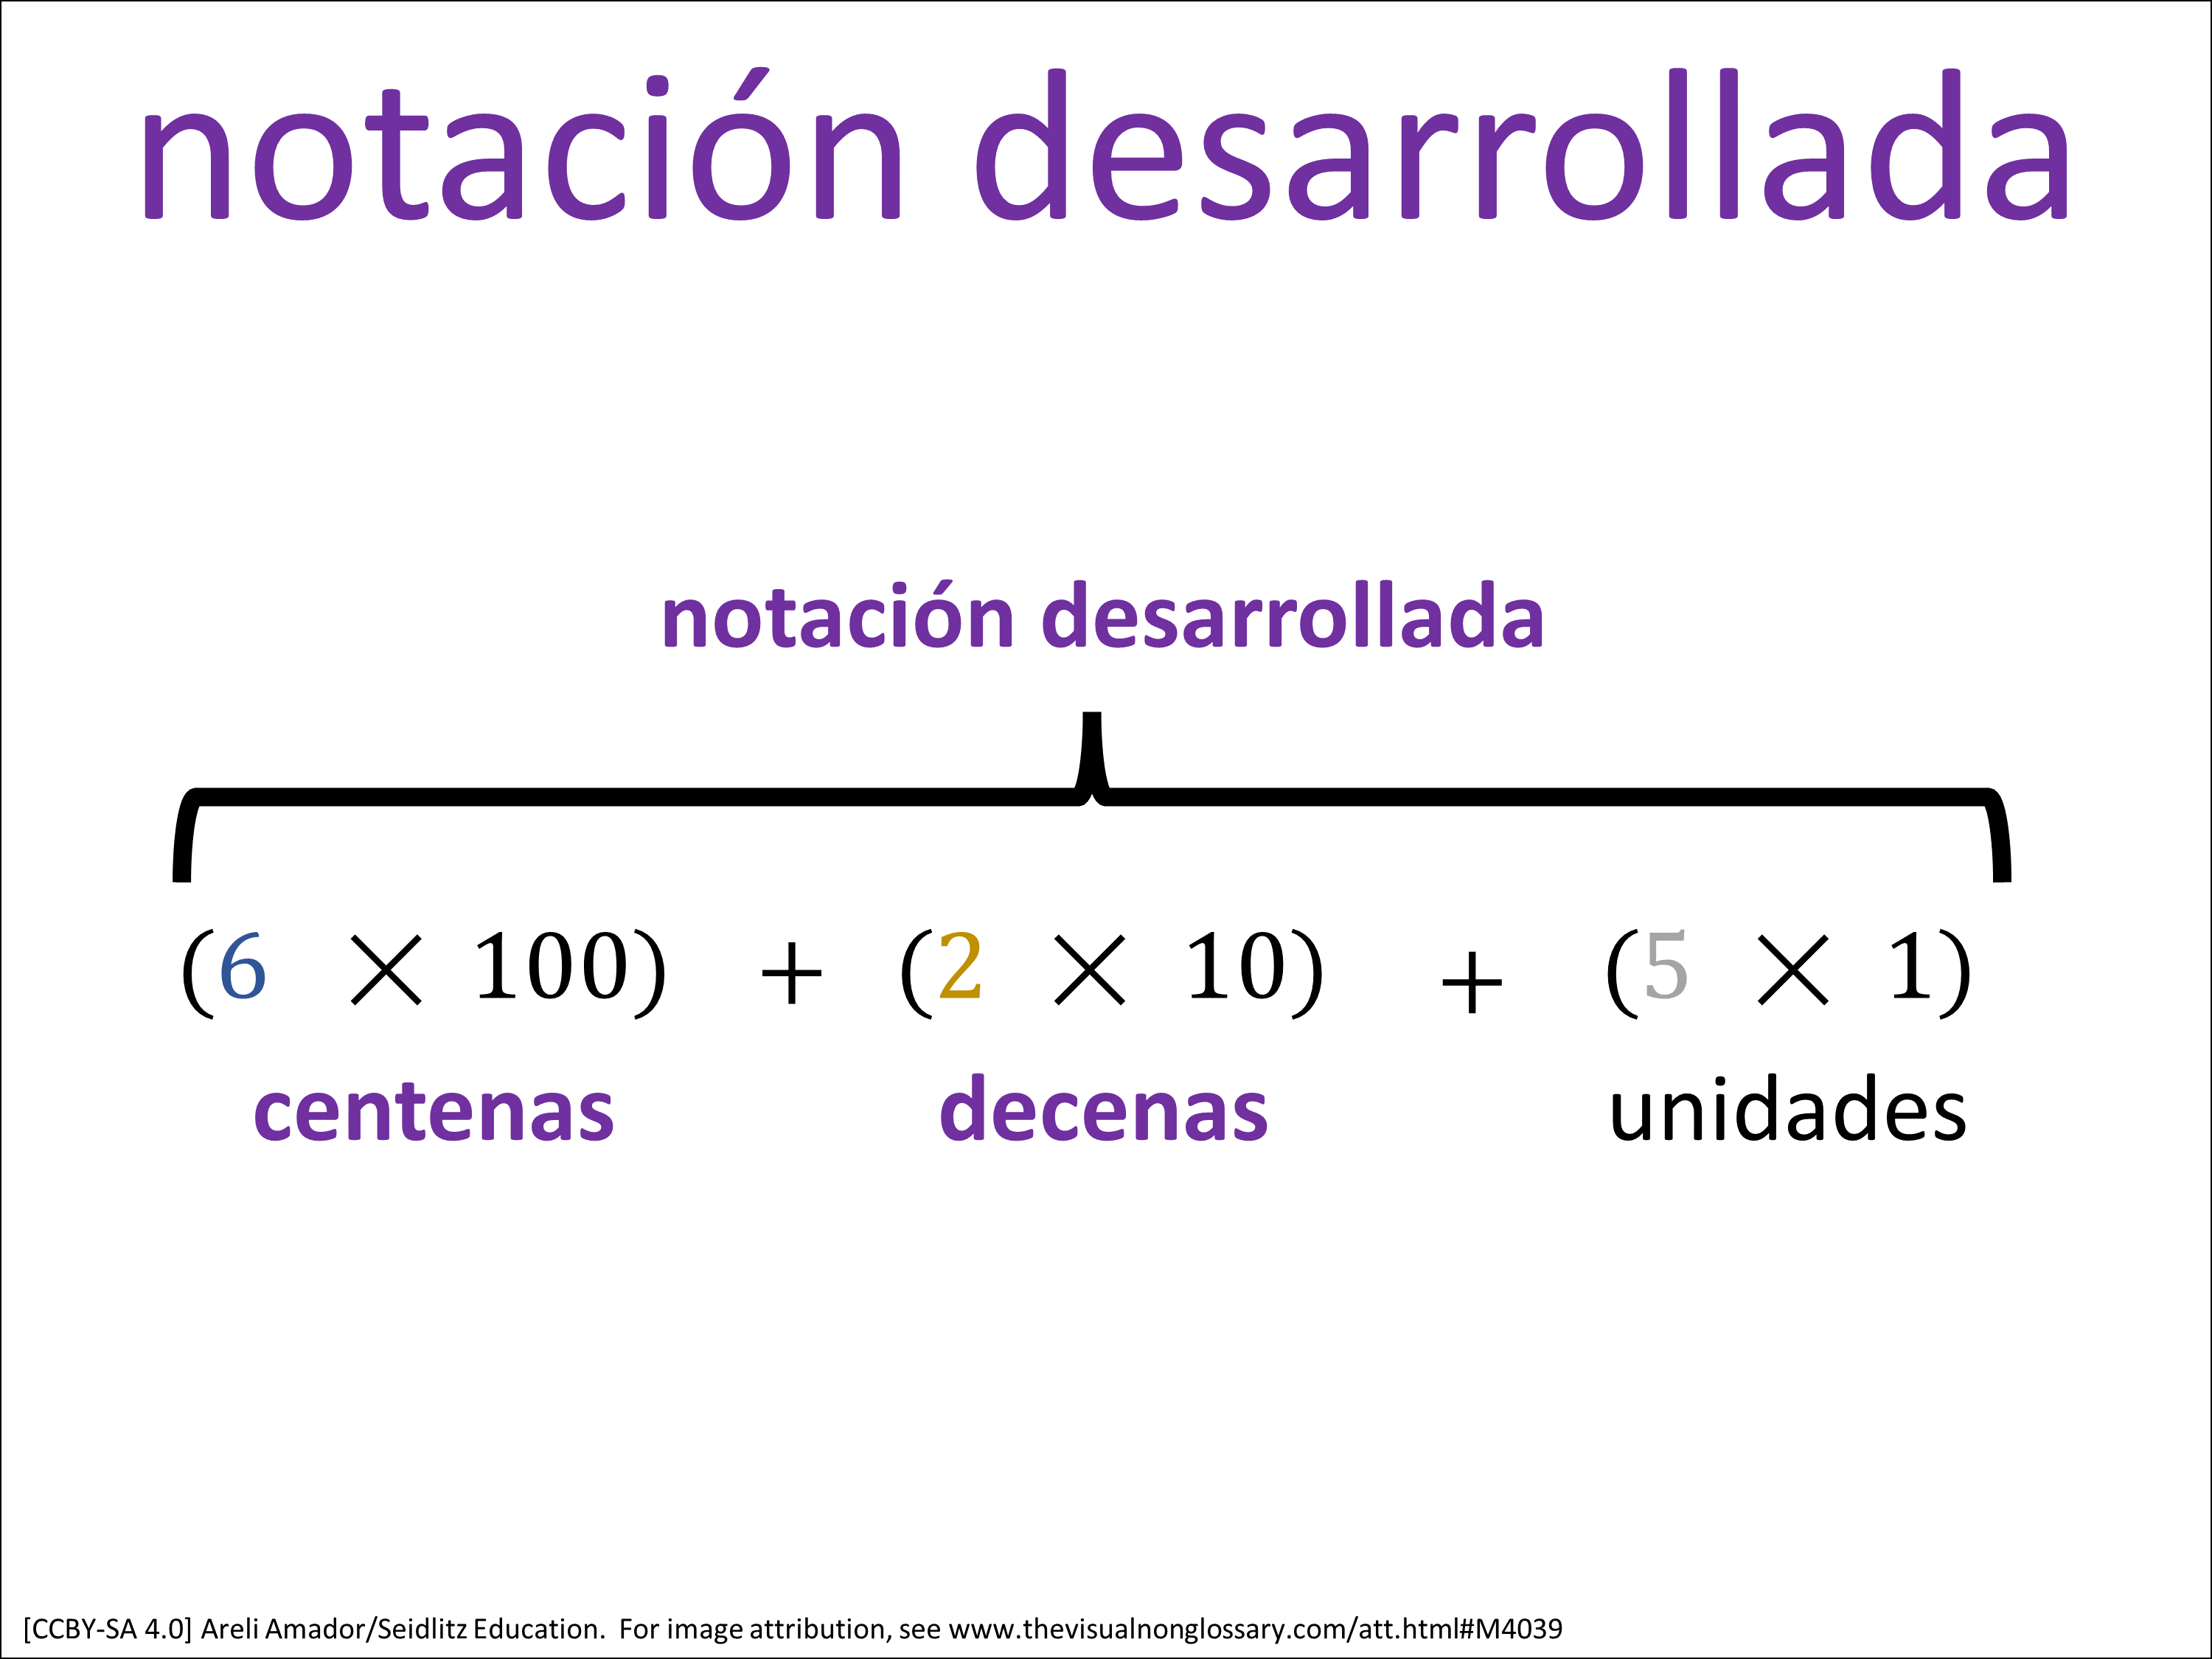 notación desarrollada
notación desarrollada
(6 × 100) + (2 × 10) + (5 × 1)
centenas decenas unidades
[CCBY-SA 4.0] Areli Amador/Seidlitz Education.  For image attribution, see www.thevisualnonglossary.com/att.html#M4039